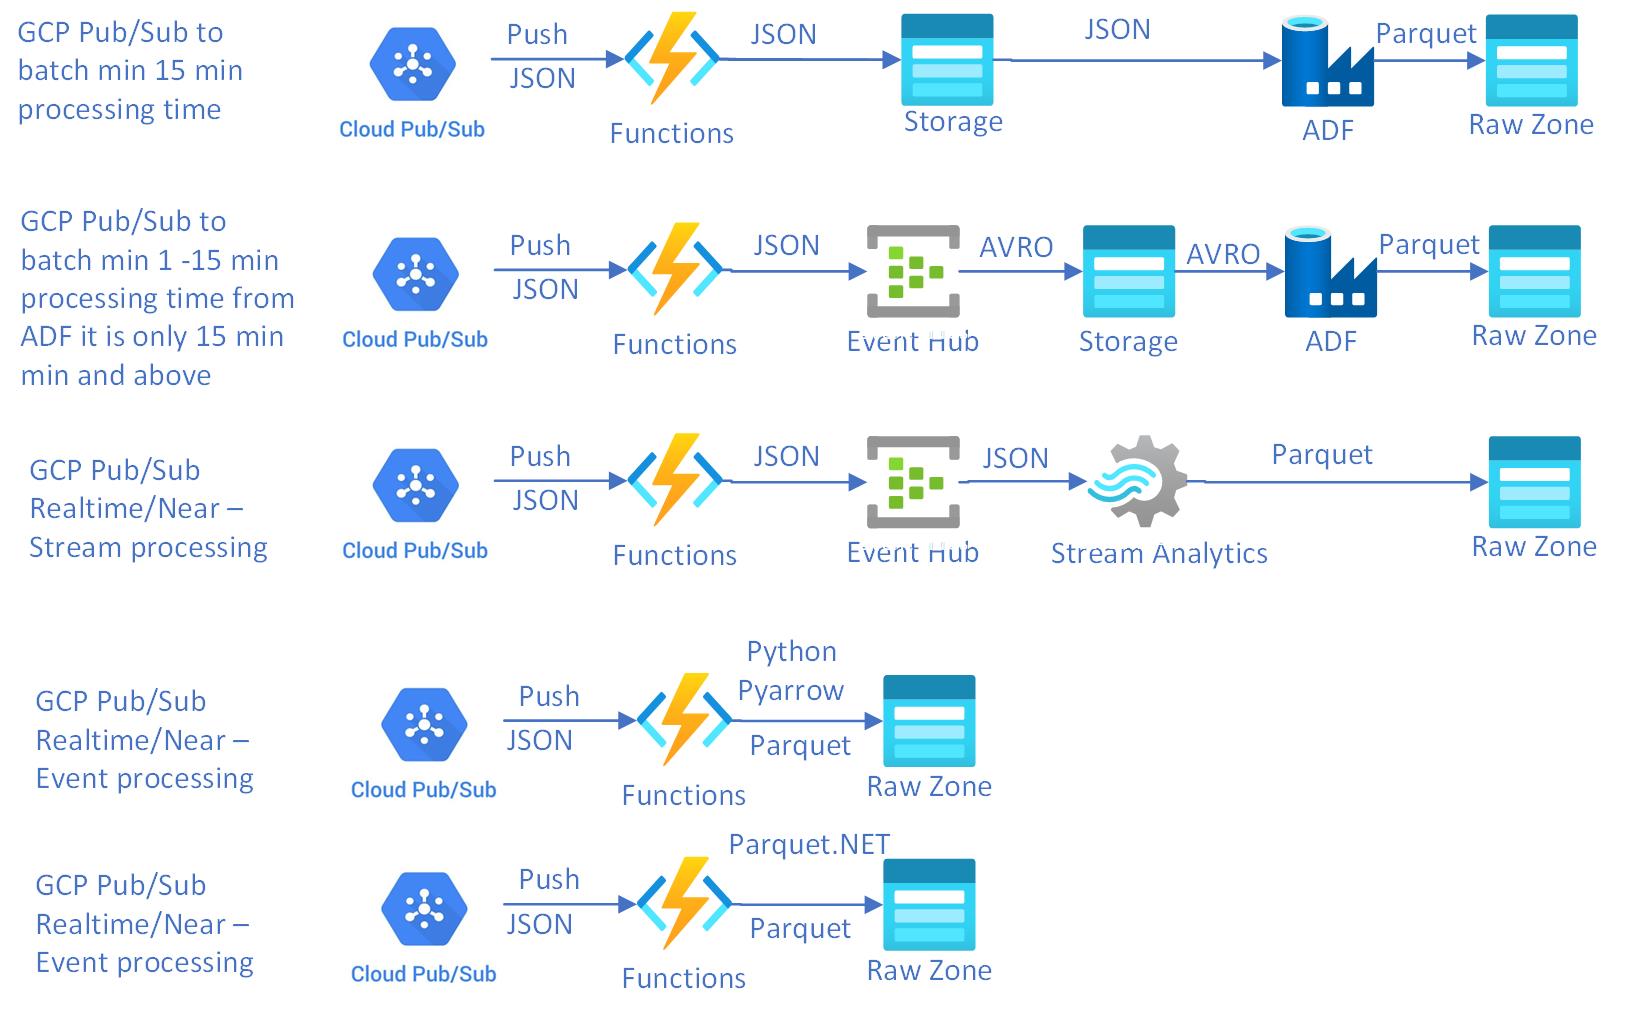 GCP Pub/Sub to
batch min 15 min
processing time
Cloud Pub/Sub
Push
JSON
Functions
JSON
Storage
JSON
ADF
Parquet
Raw Zone
GCP Pub/Sub to
batch min 1 -15 min
processing time from
ADF it is only 15 min
min and above
Cloud Pub/Sub
Push
JSON
Functions
JSON
Event Hub
AVRO
Storage
AVRO
ADF
Parquet
Raw Zone
GCP Pub/Sub
Realtime/Near –
Stream processing
Cloud Pub/Sub
Push
JSON
Functions
JSON
Event Hub
JSON
Stream Analytics
Parquet
Raw Zone
GCP Pub/Sub
Realtime/Near –
Event processing
Cloud Pub/Sub
Push
JSON
Functions
Python
Pyarrow
Parquet
Raw Zone
GCP Pub/Sub
Realtime/Near –
Event processing
Cloud Pub/Sub
Push
JSON
Functions
Parquet.NET
Parquet
Raw Zone